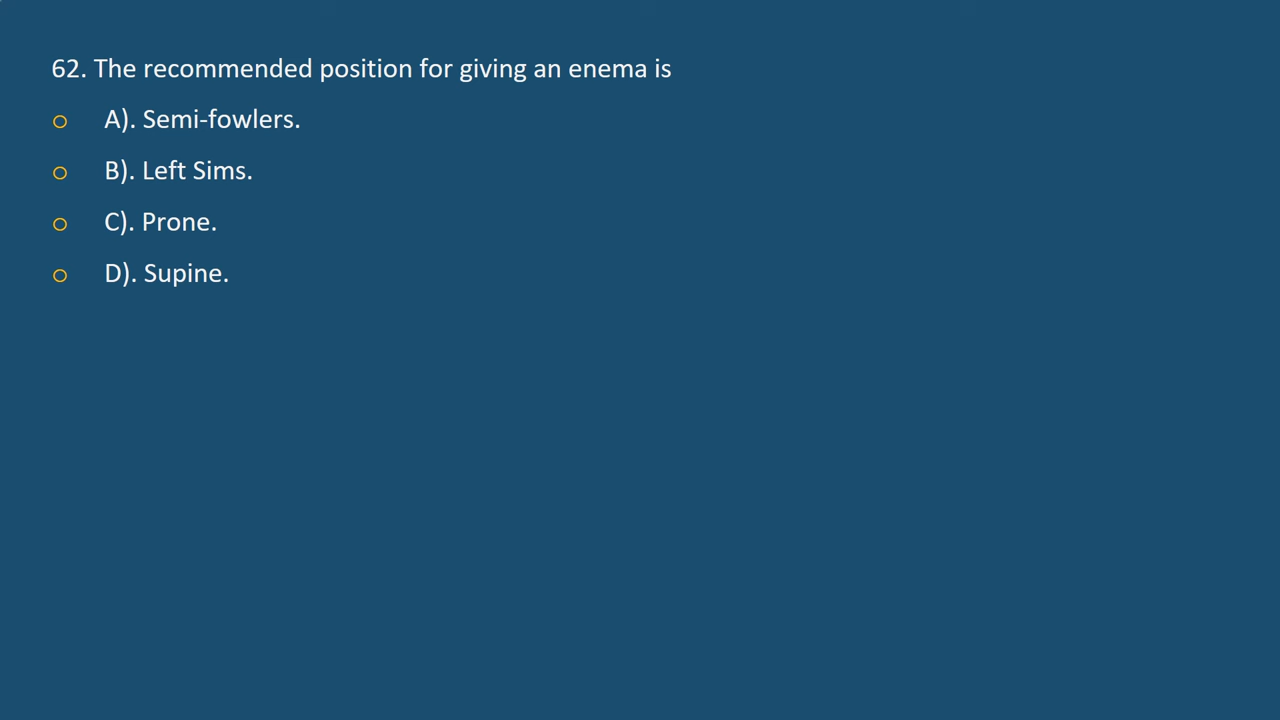 62. The recommended position for giving an enema is
o A). Semi-fowlers.
o B). Left Sims.
o C). Prone.
o D). Supine.